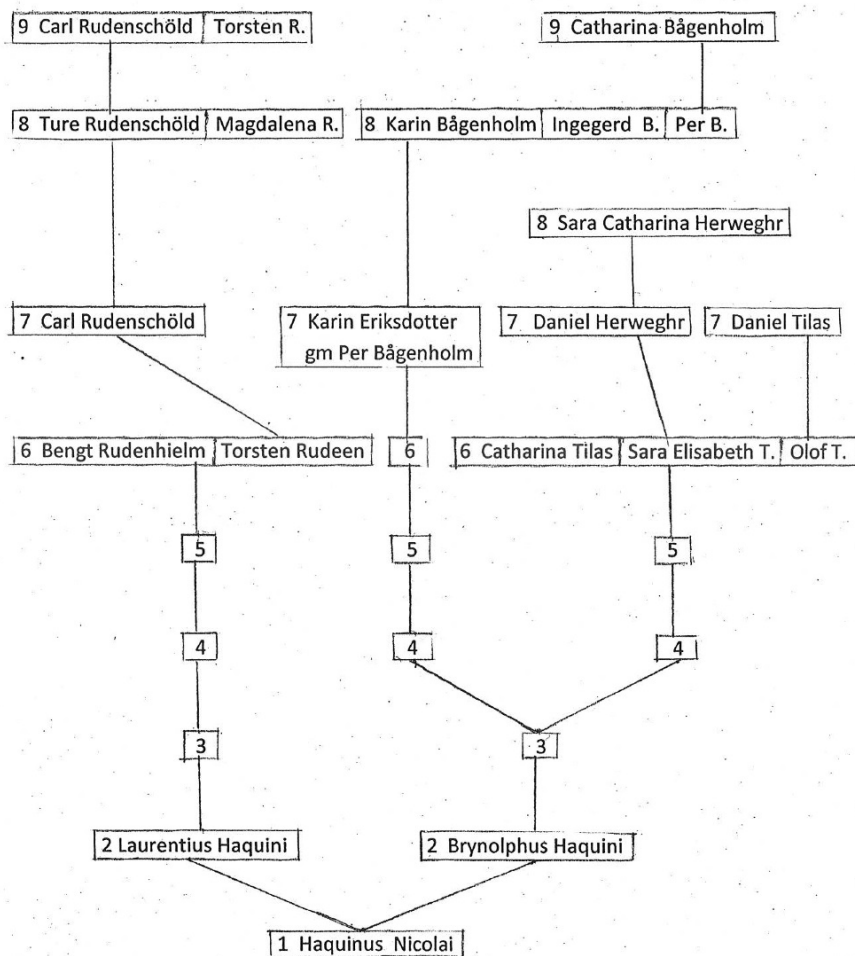 9 Carl Rudenschöld Torsten R. 9 Catharina Bågenholm
8 Ture Rudenschöld Magdalena R. 8 Karin Bågenholm Ingegerd B. Per B.
8 Sara Catharina Herweghr
7 Carl Rudenschöld 7 Karin Eriksdotter 7 Daniel Herweghr 7 Daniel Tilas
gm Per Bågenholm
6 Bengt Rudenhielm Torsten Rudeen 6 6 Catharina Tilas Sara Elisabeth T. Olof T.
5 5 5
4 4 4
3 3
2 Laurentius Haquini 2 Brynolphus Haquini
1 Haquinus Nicolai